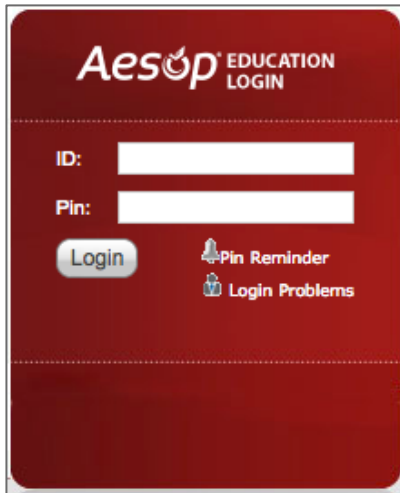 Aesop EDUCATION
LOGIN
ID:
Pin:
Login
Pin Reminder
Login Problems